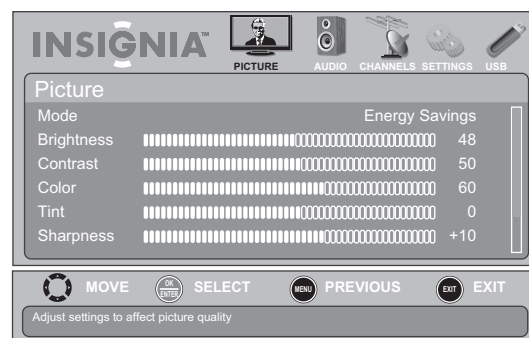 INSIGNIA™
PICTURE AUDIO CHANNELS SETTINGS USB
Picture
Mode Energy Savings
Brightness 48
Contrast 50
Color 60
Tint 0
Sharpness +10
MOVE OK ENTER SELECT MENU PREVIOUS EXIT EXIT
Adjust settings to affect picture quality